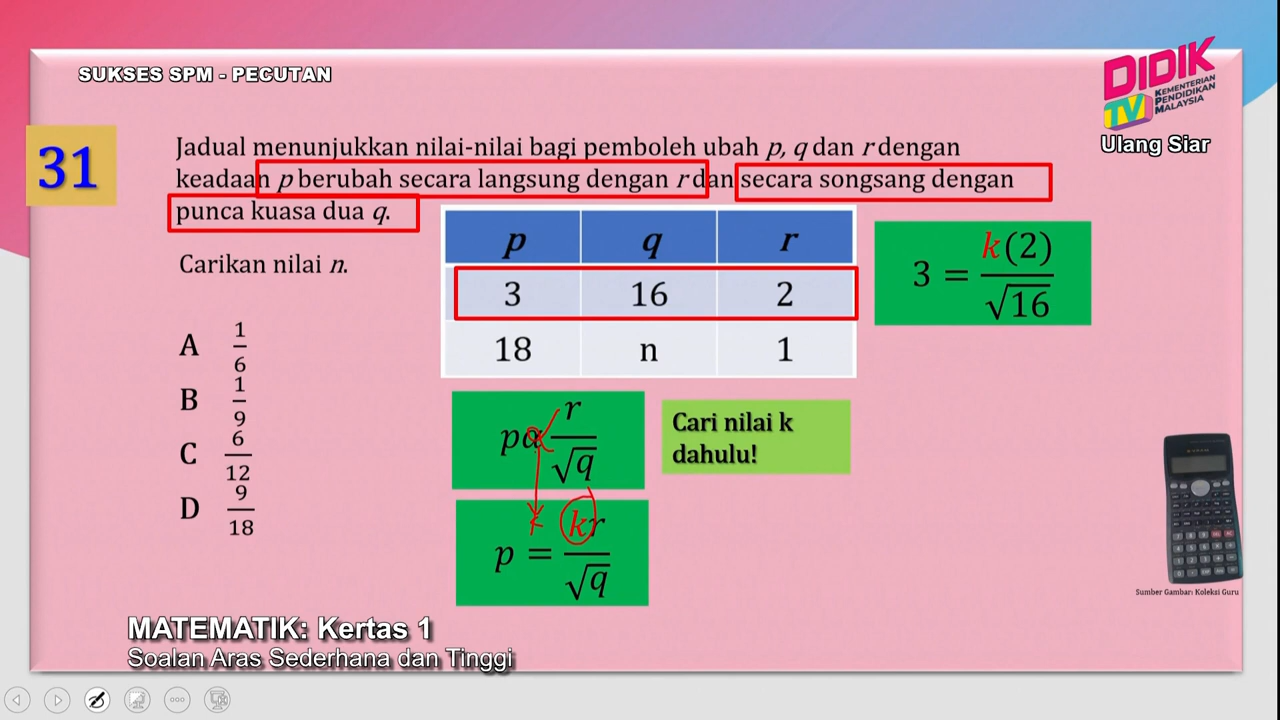 SUKSES SPM - PECUTAN
DIDIK
TV
KEMENTERIAN
PENDIDIKAN
MALAYSIA
Ulang Siar
31
Jadual menunjukkan nilai-nilai bagi pemboleh ubah p, q dan r dengan
keadaan p berubah secara langsung dengan r dan secara songsang dengan
punca kuasa dua q.
Carikan nilai n.
p q r
3 16 2
18 n 1
3 = k(2)/√16
A 1/6
B 1/9
C 6/12
D 9/18
pα r/√q
Cari nilai k
dahulu!
k
p = kr/√q
Sumber Gambar: Koleksi Guru
MATEMATIK: Kertas 1
Soalan Aras Sederhana dan Tinggi